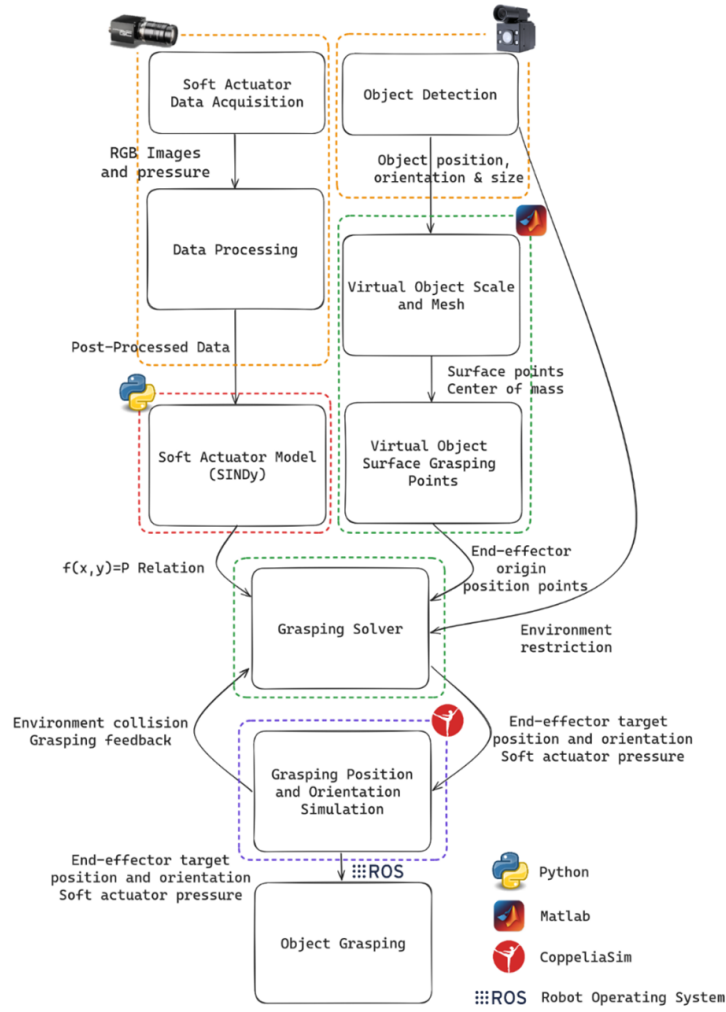 Soft Actuator
Data Acquisition
Object Detection
RGB Images
and pressure
Object position,
orientation & size
Data Processing
Virtual Object Scale
and Mesh
Post-Processed Data
Surface points
Center of mass
Soft Actuator Model
(SINDy)
Virtual Object
Surface Grasping
Points
f(x,y)=P Relation
End-effector
origin
position points
Grasping Solver
Environment
restriction
Environment collision
Grasping feedback
End-effector target
position and orientation
Soft actuator pressure
Grasping Position
and Orientation
Simulation
End-effector target
position and orientation
Soft actuator pressure
ROS
Object Grasping
Python
Matlab
CoppeliaSim
ROS Robot Operating System